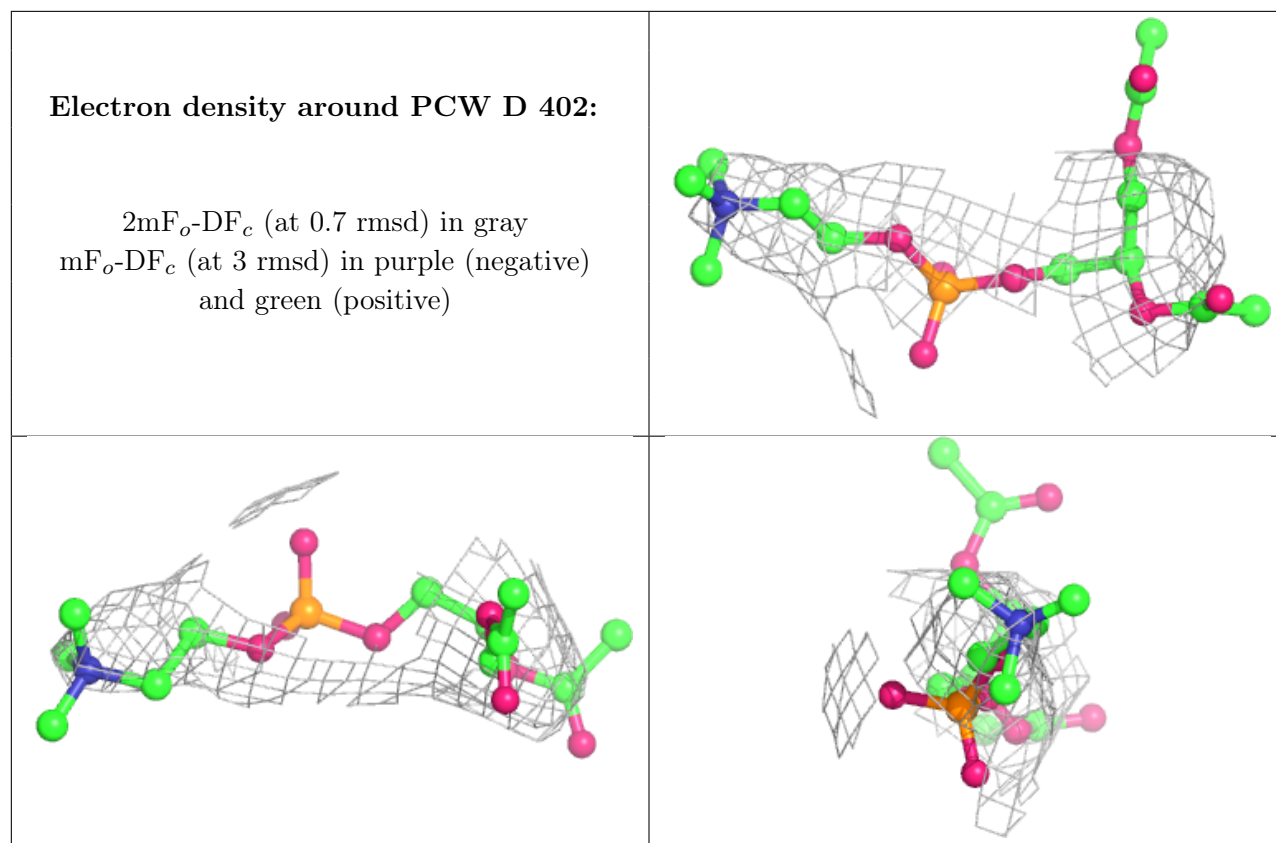 Electron density around PCW D 402:
2mFo-DFc (at 0.7 rmsd) in gray
mFo-DFc (at 3 rmsd) in purple (negative)
and green (positive)